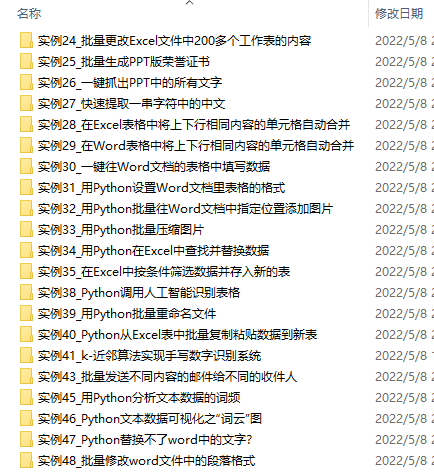 名称 修改日期
实例24_批量更改Excel文件中200多个工作表的内容 2022/5/8
实例25_批量生成PPT版荣誉证书 2022/5/8
实例26_一键抓出PPT中的所有文字 2022/5/8
实例27_快速提取一串字符中的中文 2022/5/8
实例28_在Excel表格中将上下行相同内容的单元格自动合并 2022/5/8
实例29_在Word表格中将上下行相同内容的单元格自动合并 2022/5/8
实例30_一键往Word文档的表格中填写数据 2022/5/8
实例31_用Python设置Word文档里表格的格式 2022/5/8
实例32_用Python批量往Word文档中指定位置添加图片 2022/5/8
实例33_用Python批量压缩图片 2022/5/8
实例34_用Python在Excel中查找并替换数据 2022/5/8
实例35_在Excel中按条件筛选数据并存入新的表 2022/5/8
实例38_Python调用人工智能识别表格 2022/5/8
实例39_用Python批量重命名文件 2022/5/8
实例40_Python从Excel表中批量复制粘贴数据到新表 2022/5/8
实例41_k-近邻算法实现手写数字识别系统 2022/5/8
实例43_批量发送不同内容的邮件给不同的收件人 2022/5/8
实例45_用Python分析文本数据的词频 2022/5/8
实例46_Python文本数据可视化之“词云”图 2022/5/8
实例47_Python替换不了word中的文字？ 2022/5/8
实例48_批量修改word文件中的段落格式 2022/5/8